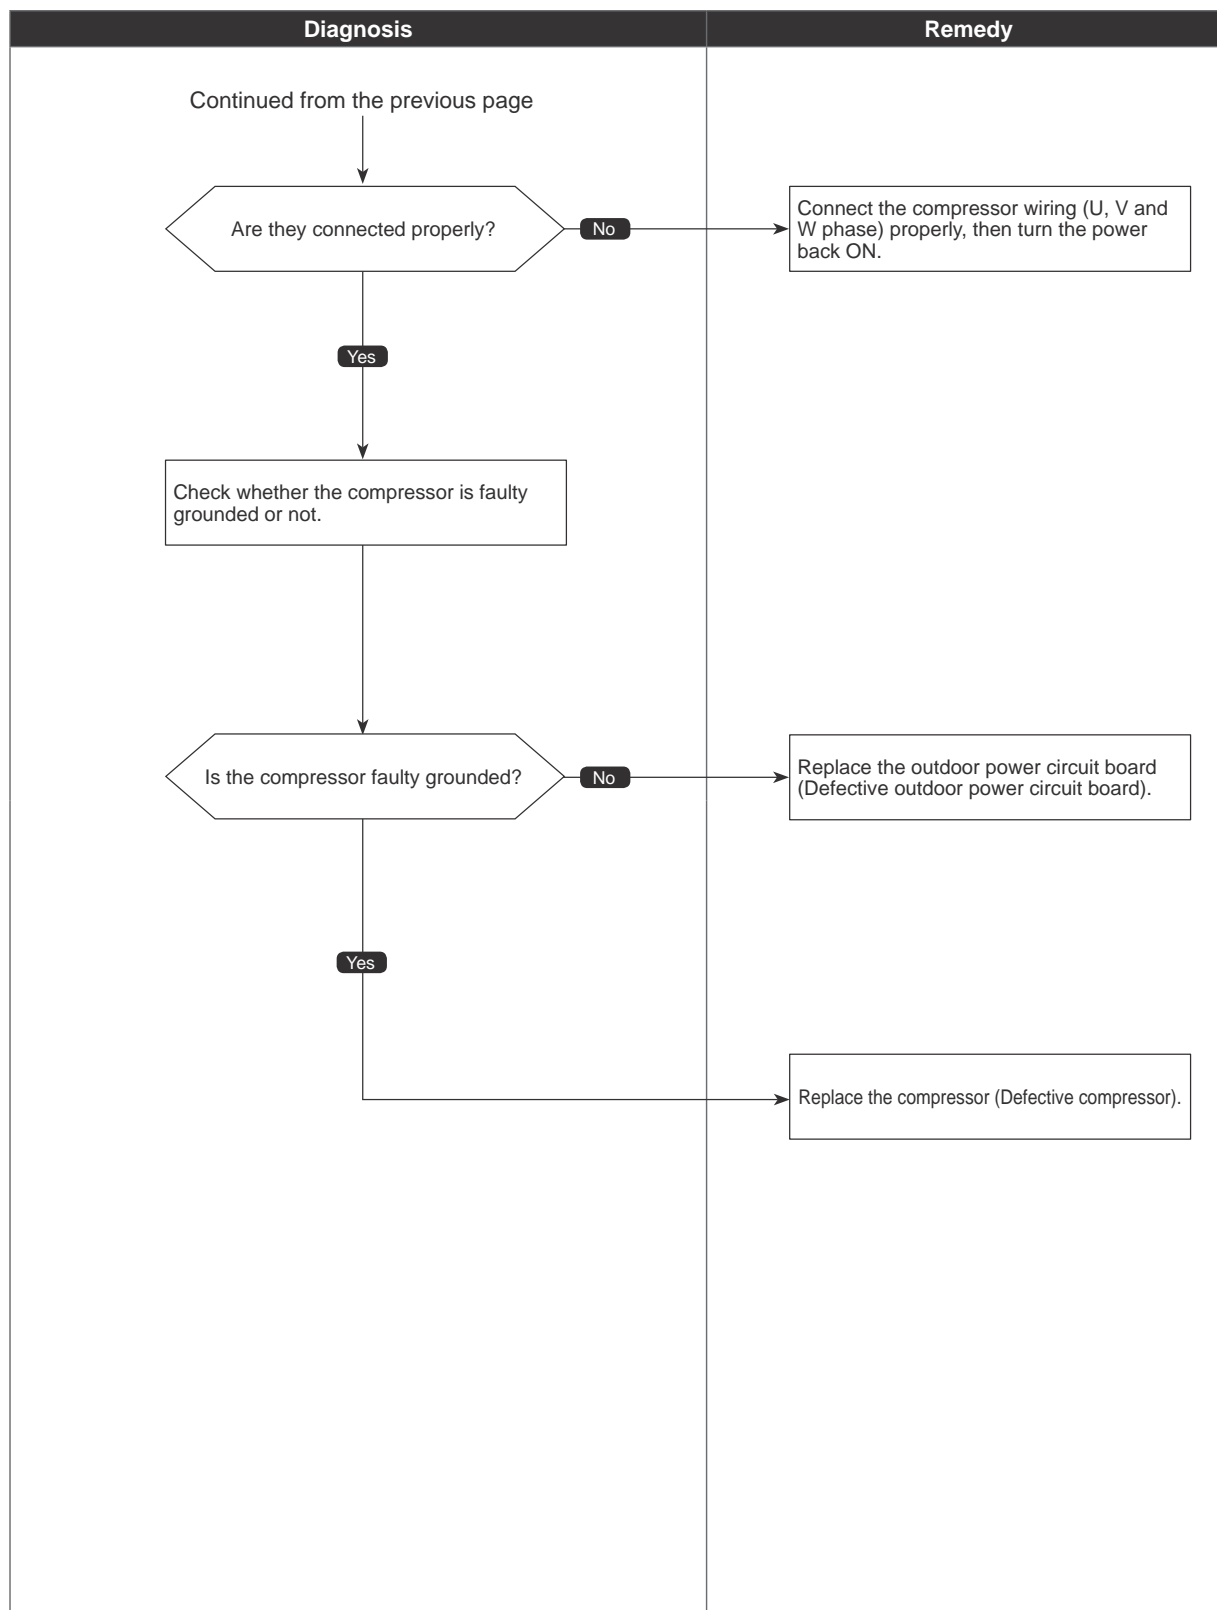 Diagnosis
Remedy
Continued from the previous page
Are they connected properly?
No
Connect the compressor wiring (U, V and
W phase) properly, then turn the power
back ON.
Yes
Check whether the compressor is faulty
grounded or not.
Is the compressor faulty grounded?
No
Replace the outdoor power circuit board
(Defective outdoor power circuit board).
Yes
Replace the compressor (Defective compressor).